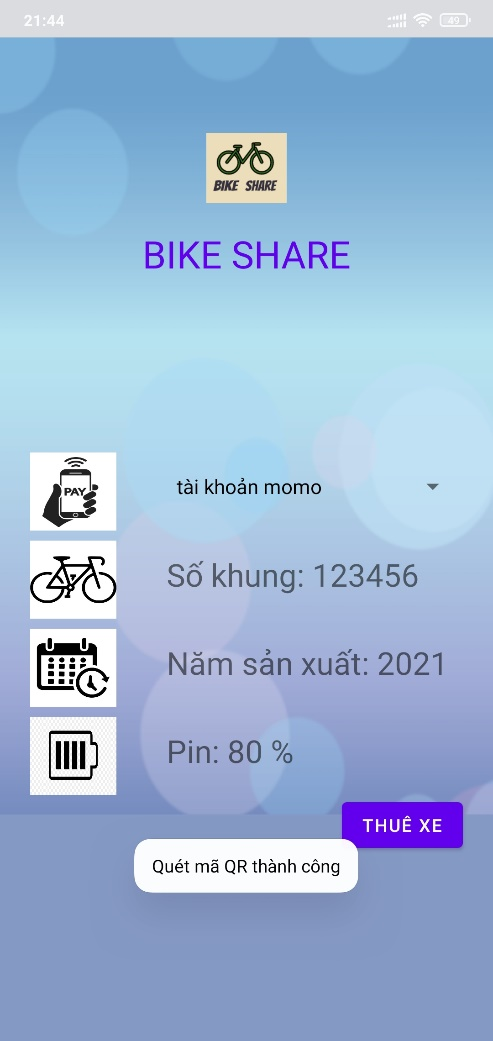 21:44
49
BIKE SHARE
BIKE SHARE
PAY
tài khoản momo
Số khung: 123456
Năm sản xuất: 2021
Pin: 80 %
THUÊ XE
Quét mã QR thành công